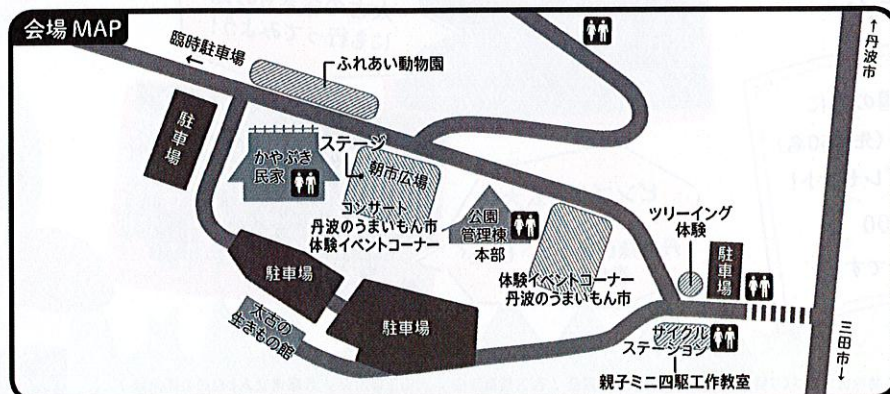 会場 MAP
臨時駐車場
←
ふれあい動物園
↑丹波市
駐車場
かやぶき
民家
ステージ
朝市広場
コンサート
丹波のうまいもん市
体験イベントコーナー
公園
管理棟
本部
ツリーイング
体験
駐車場
体験イベントコーナー
丹波のうまいもん市
駐車場
駐車場
太古の
生きもの館
サイクル
ステーション
親子ミニ四駆工作教室
三田市↓